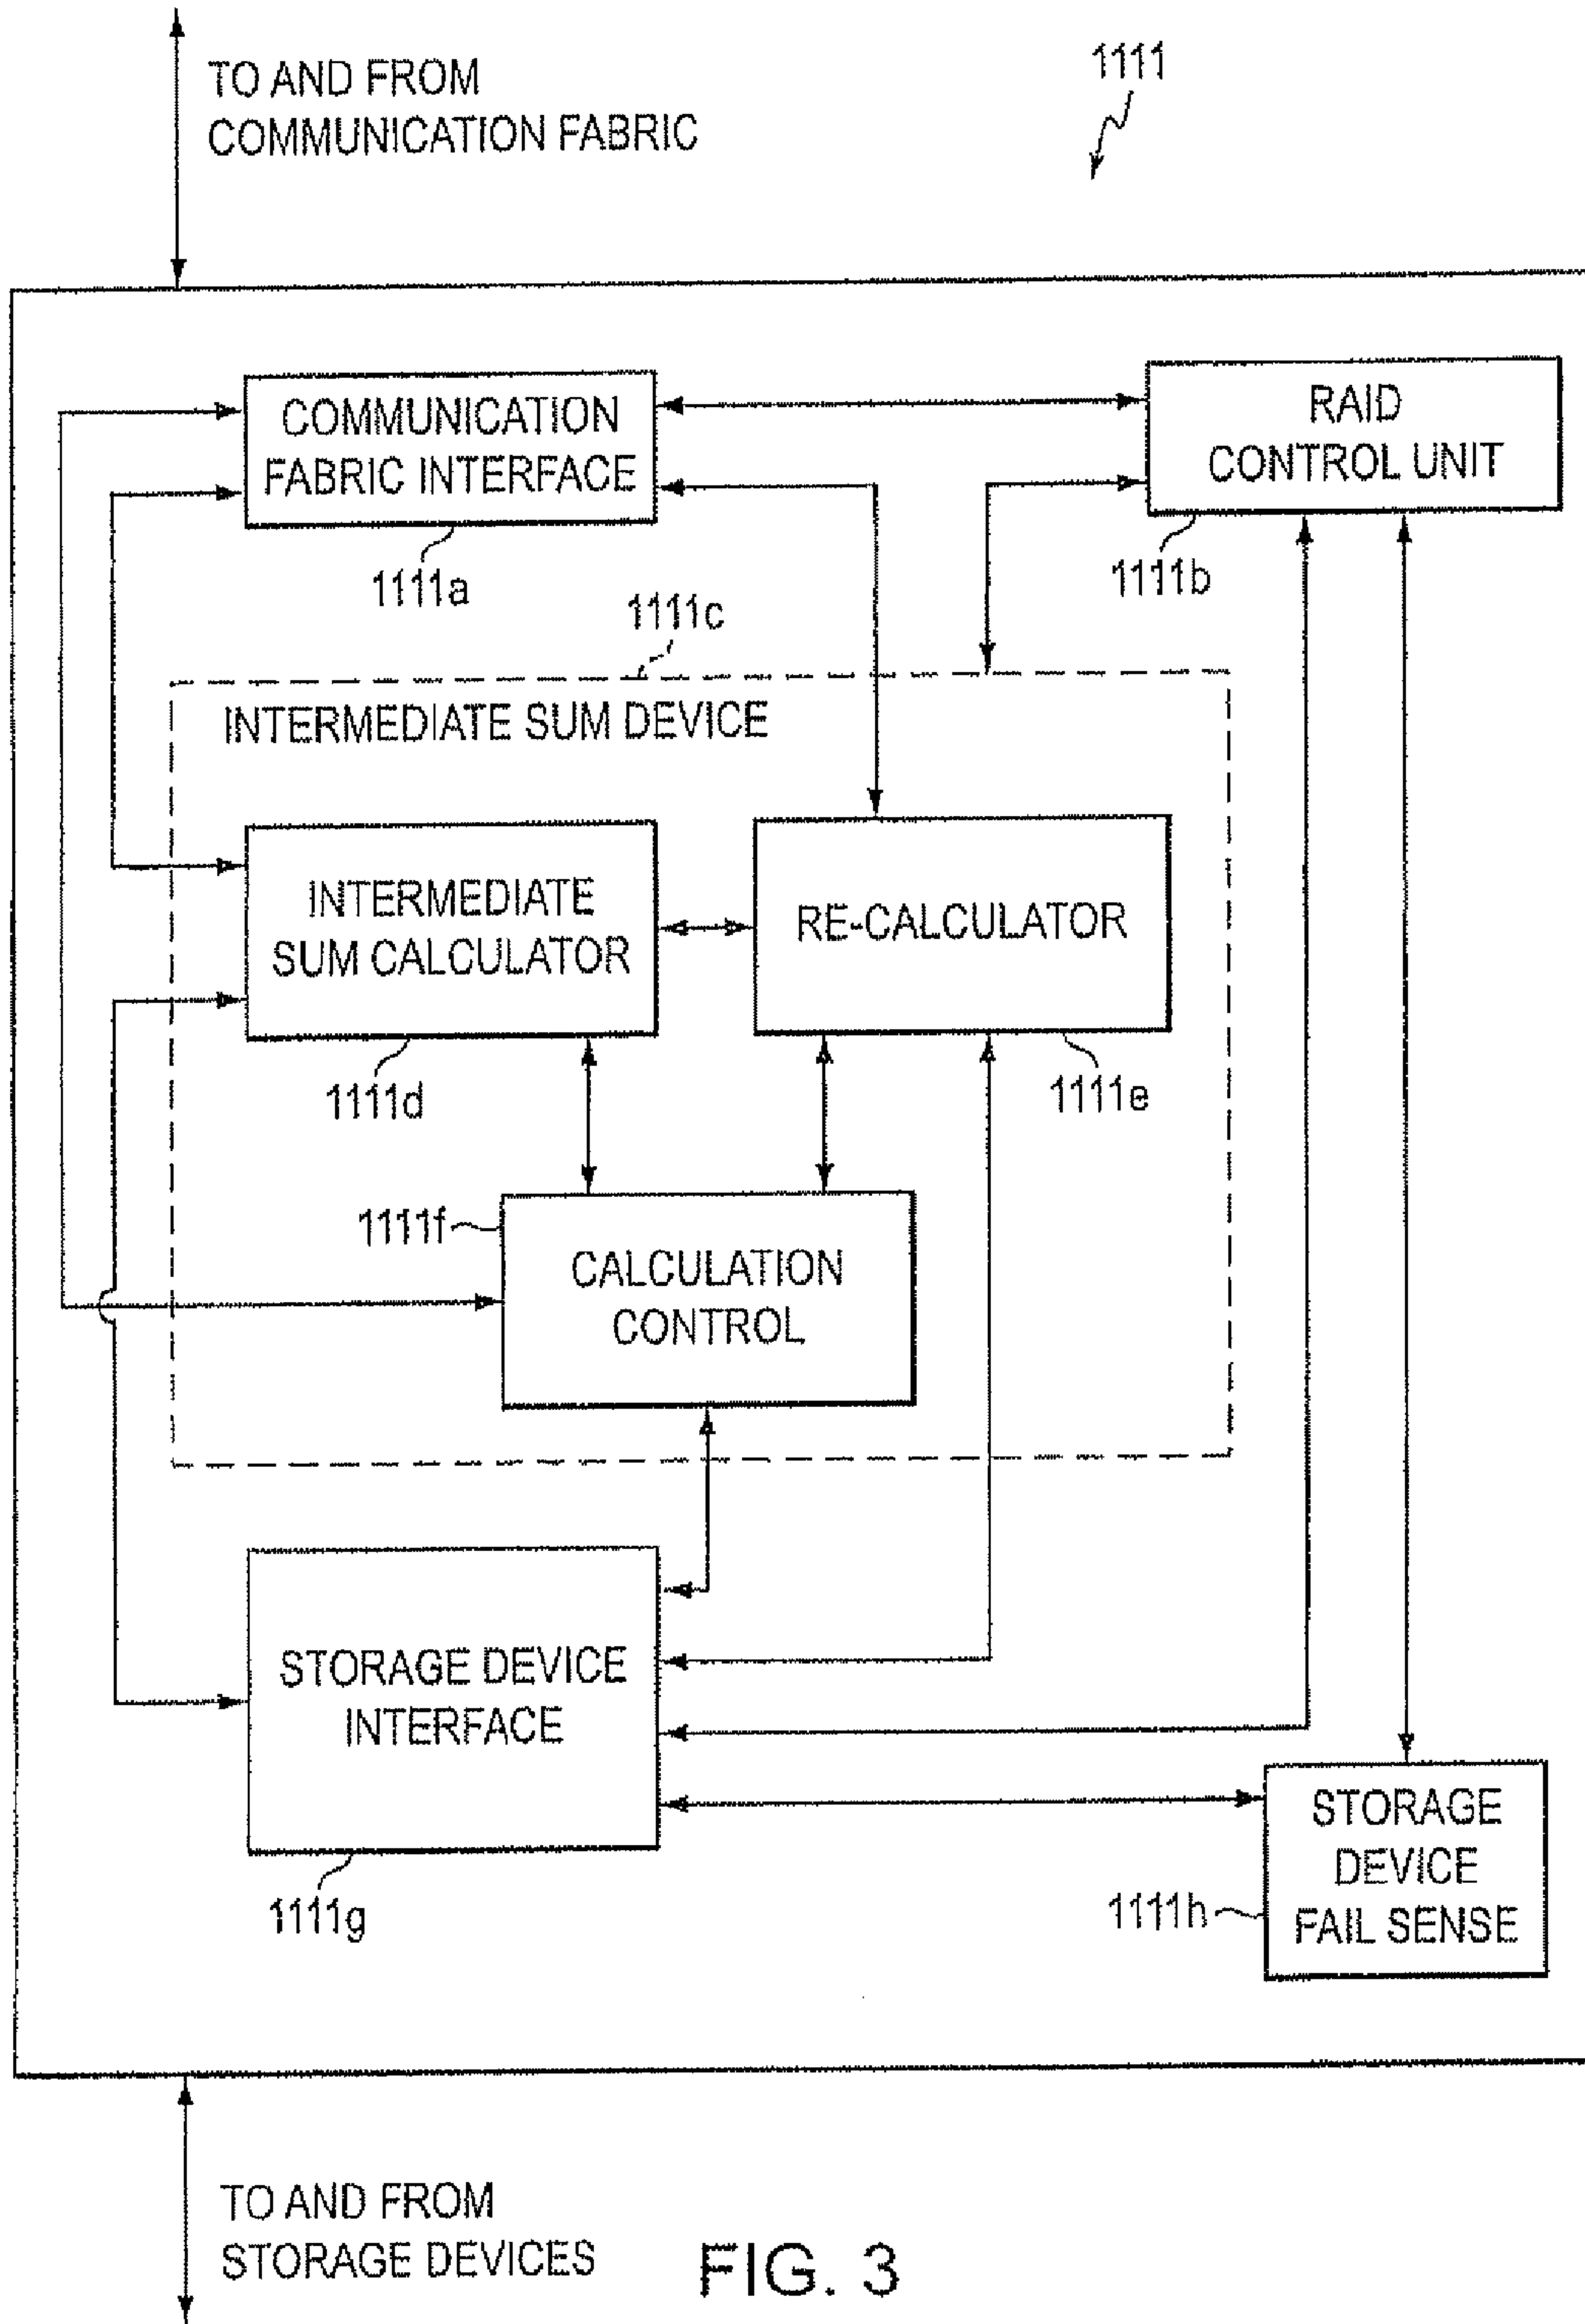 TO AND FROM
COMMUNICATION FABRIC
1111
COMMUNICATION
FABRIC INTERFACE
1111a
RAID
CONTROL UNIT
1111b
1111c
INTERMEDIATE SUM DEVICE
INTERMEDIATE
SUM CALCULATOR
1111d
RE-CALCULATOR
1111e
1111f
CALCULATION
CONTROL
STORAGE DEVICE
INTERFACE
1111g
STORAGE
DEVICE
FAIL SENSE
1111h
TO AND FROM
STORAGE DEVICES
FIG. 3